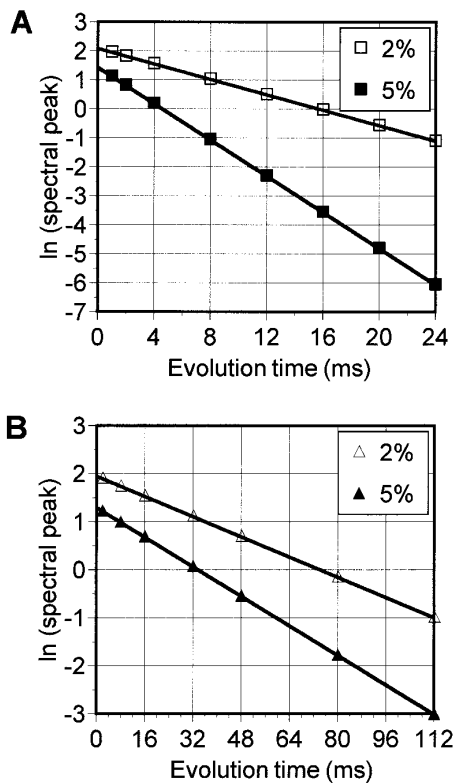 A
3
2
1
0
-1
-2
-3
-4
-5
-6
-7
2%
5%
ln (spectral peak)
0 4 8 12 16 20 24
Evolution time (ms)
B
3
2
1
0
-1
-2
-3
2%
5%
ln (spectral peak)
0 16 32 48 64 80 96 112
Evolution time (ms)